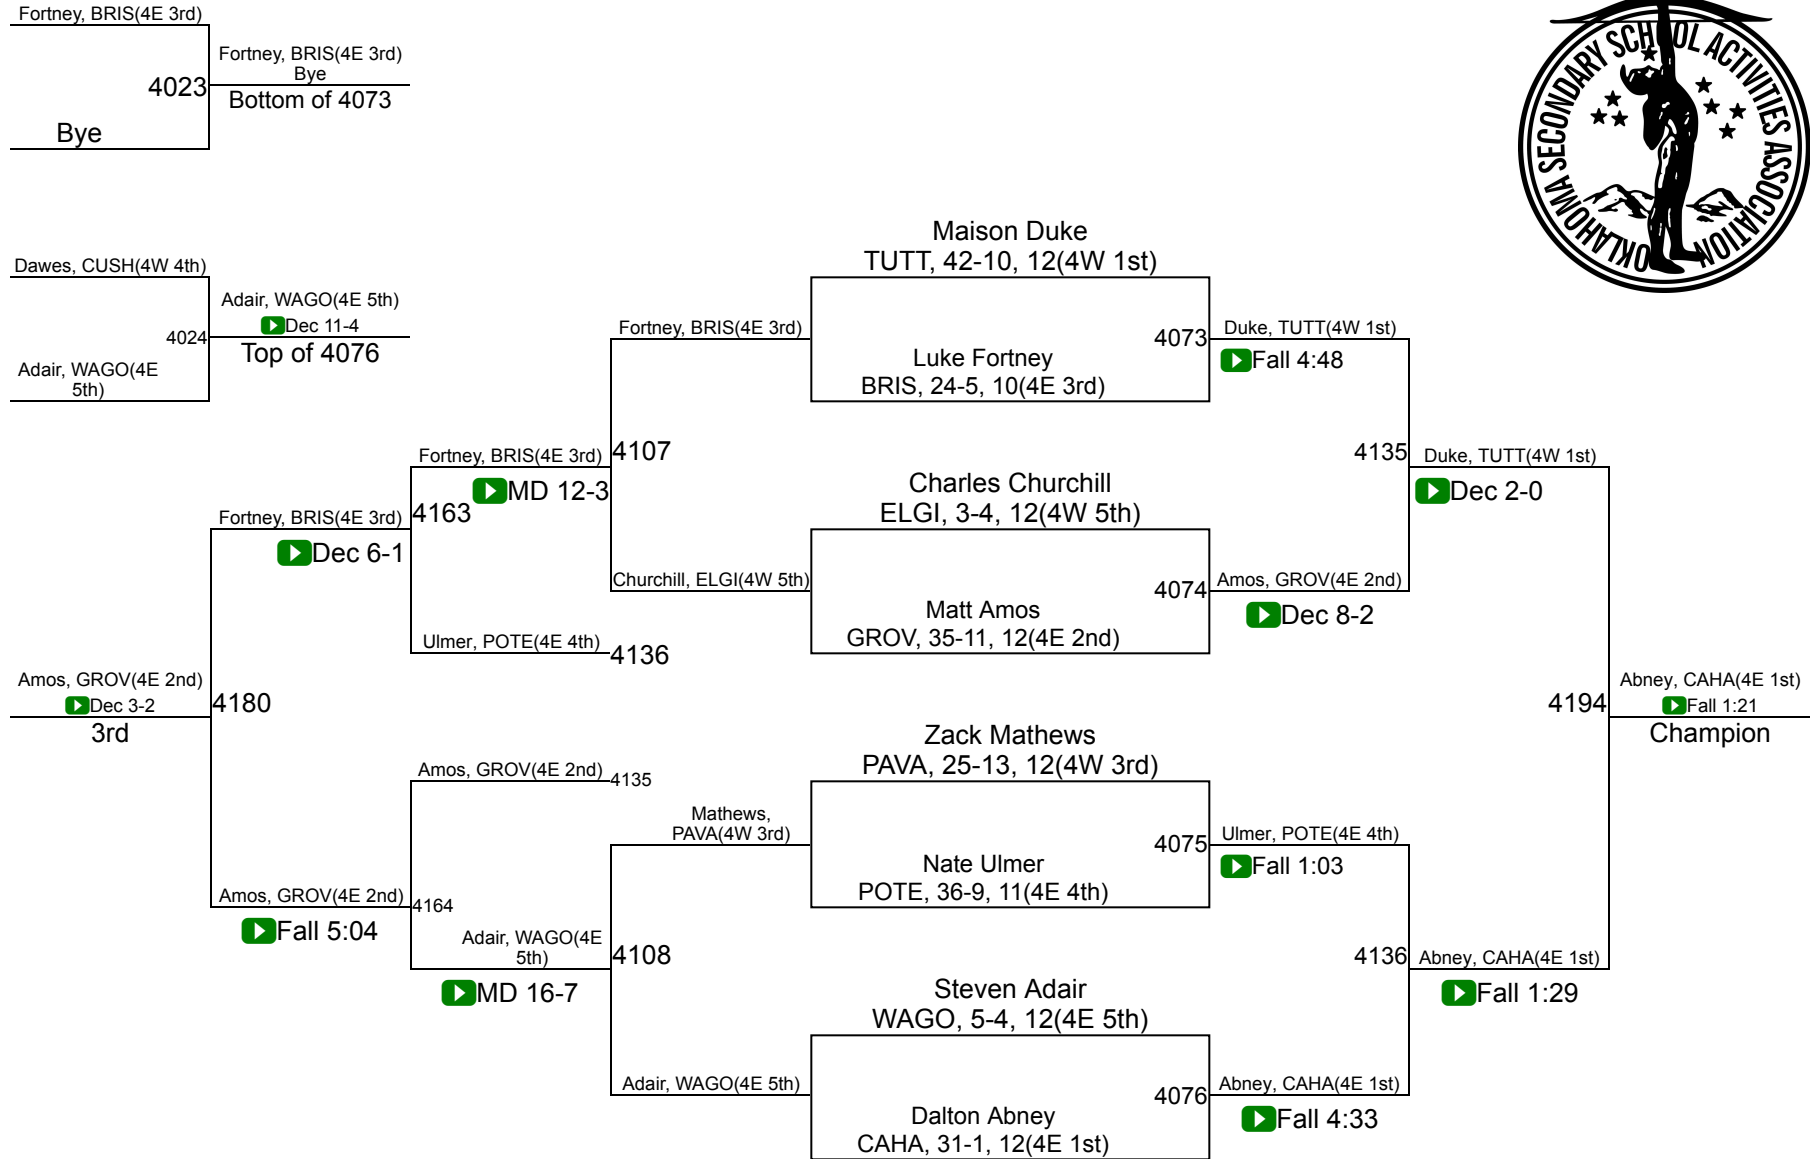 Fortney, BRIS(4E 3rd)
4023
Bye
Fortney, BRIS(4E 3rd)
Bye
Bottom of 4073
OKLAHOMA SECONDARY SCHOOL ACTIVITIES ASSOCIATION
Dawes, CUSH(4W 4th)
4024
Adair, WAGO(4E
5th)
Adair, WAGO(4E 5th)
Dec 11-4
Top of 4076
Maison Duke
TUTT, 42-10, 12(4W 1st)
Fortney, BRIS(4E 3rd)
4073
Luke Fortney
BRIS, 24-5, 10(4E 3rd)
Duke, TUTT(4W 1st)
Fall 4:48
Fortney, BRIS(4E 3rd)
MD 12-3
4107
4135
Duke, TUTT(4W 1st)
Dec 2-0
Charles Churchill
ELGI, 3-4, 12(4W 5th)
Fortney, BRIS(4E 3rd)
Dec 6-1
4163
Churchill, ELGI(4W 5th)
4074
Matt Amos
GROV, 35-11, 12(4E 2nd)
Amos, GROV(4E 2nd)
Dec 8-2
Ulmer, POTE(4E 4th)
4136
Amos, GROV(4E 2nd)
Dec 3-2
3rd
4180
4194
Abney, CAHA(4E 1st)
Fall 1:21
Champion
Zack Mathews
PAVA, 25-13, 12(4W 3rd)
Amos, GROV(4E 2nd)
4135
Mathews,
PAVA(4W 3rd)
4075
Nate Ulmer
POTE, 36-9, 11(4E 4th)
Ulmer, POTE(4E 4th)
Fall 1:03
Amos, GROV(4E 2nd)
Fall 5:04
4164
Adair, WAGO(4E
5th)
MD 16-7
4108
4136
Abney, CAHA(4E 1st)
Fall 1:29
Steven Adair
WAGO, 5-4, 12(4E 5th)
Adair, WAGO(4E 5th)
4076
Dalton Abney
CAHA, 31-1, 12(4E 1st)
Abney, CAHA(4E 1st)
Fall 4:33